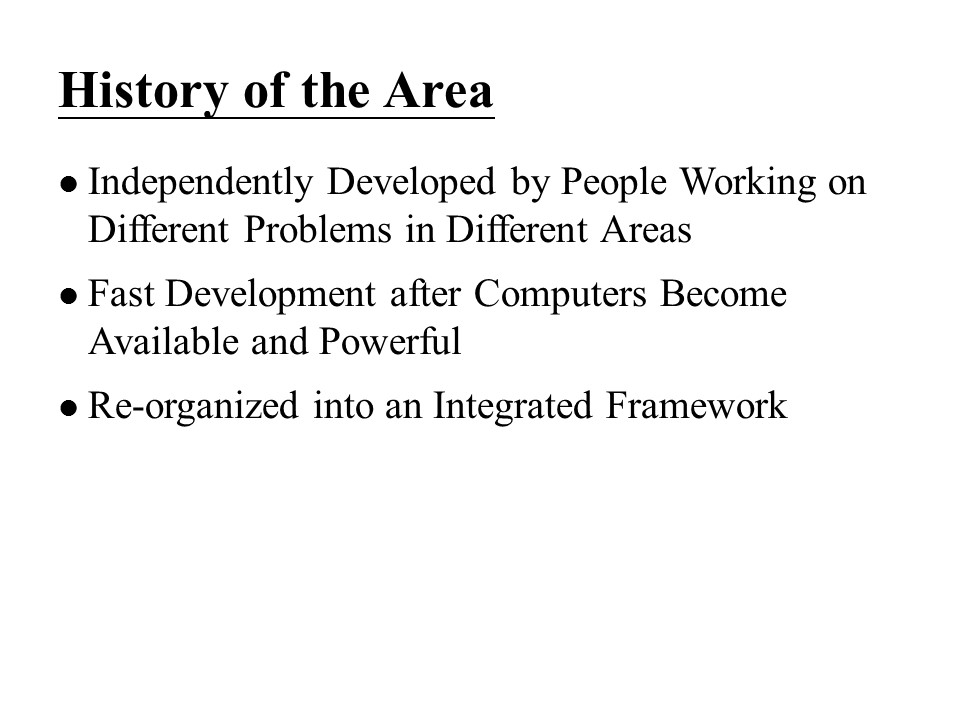 History of the Area
● Independently Developed by People Working on
Different Problems in Different Areas
● Fast Development after Computers Become
Available and Powerful
● Re-organized into an Integrated Framework